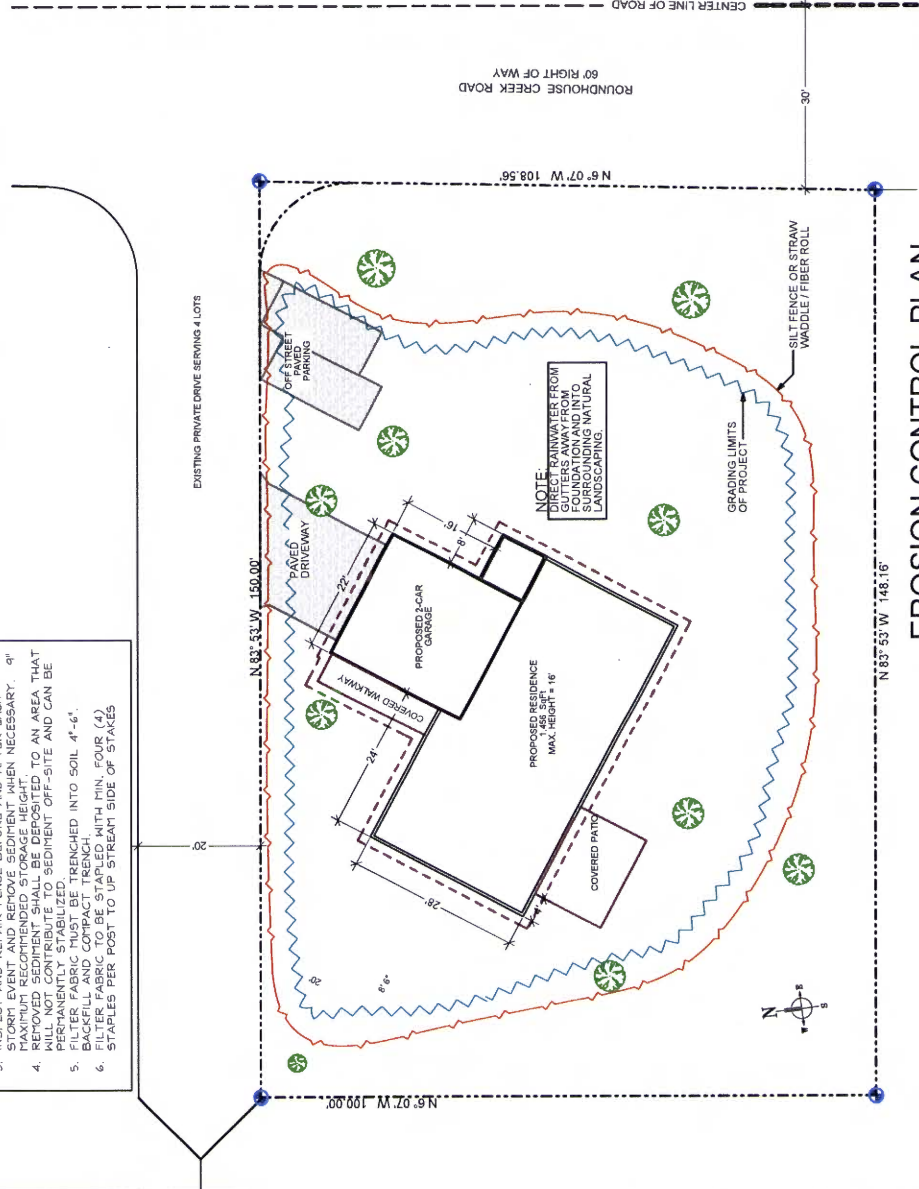 CENTER LINE OF ROAD
ROUNDHOUSE CREEK ROAD
60' RIGHT OF WAY
30'
N 6° 07' W 108.56'
EXISTING PRIVATE DRIVE SERVING 4 LOTS
OFF STREET
PAVED
PARKING
SILT FENCE OR STRAW
WADDLE / FIBER ROLL
NOTE:
DIRECT RAINWATER FROM
GUTTERS AWAY FROM
FOUNDATION AND INTO
SURROUNDING NATURAL
LANDSCAPING.
GRADING LIMITS
OF PROJECT
PAVED
DRIVEWAY
16'
8'
22'
N 83° 53' W 150.00'
PROPOSED 2-CAR
GARAGE
COVERED WALKWAY
24'
PROPOSED RESIDENCE
1,456 SqFt
MAX. HEIGHT = 16'
N 83° 53' W 148.16'
EROSION CONTROL PLAN
STORM EVENT AND REMOVE SEDIMENT WHEN NECESSARY. 9"
MAXIMUM RECOMMENDED STORAGE HEIGHT.
4. REMOVED SEDIMENT SHALL BE DEPOSITED TO AN AREA THAT
WILL NOT CONTRIBUTE TO SEDIMENT OFF-SITE AND CAN BE
PERMANENTLY STABILIZED.
5. FILTER FABRIC MUST BE TRENCHED INTO SOIL 4"-6".
BACKFILL AND COMPACT TRENCH.
6. FILTER FABRIC TO BE STAPLED WITH MIN. FOUR (4)
STAPLES PER POST TO UP STREAM SIDE OF STAKES
20'
28'
4'
COVERED PATIO
20'
8' 6"
N
E
S
W
N 6° 07' W 100.00'